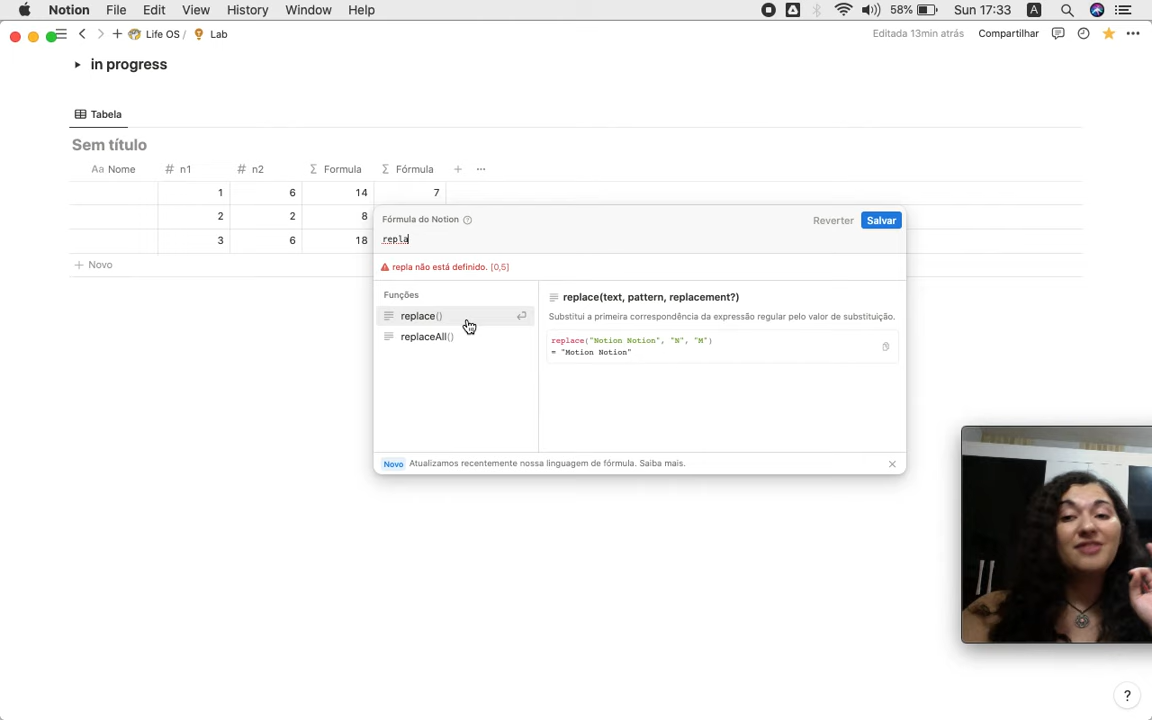 Notion File Edit View History Window Help 58% Sun 17:33 A
Life OS / Lab Editada 13min atrás Compartilhar
in progress
Tabela
Sem título
Aa Nome # n1 # n2 Σ Formula Σ Fórmula + ...
1 6 14 7
2 2 8
3 6 18
+ Novo
Fórmula do Notion Reverter Salvar
repla
repla não está definido. [0,5]
Funções
replace()
replaceAll()
replace(text, pattern, replacement?)
Substitui a primeira correspondência da expressão regular pelo valor de substituição.
replace("Notion Notion", "N", "M")
= "Motion Notion"
Novo Atualizamos recentemente nossa linguagem de fórmula. Saiba mais.
?